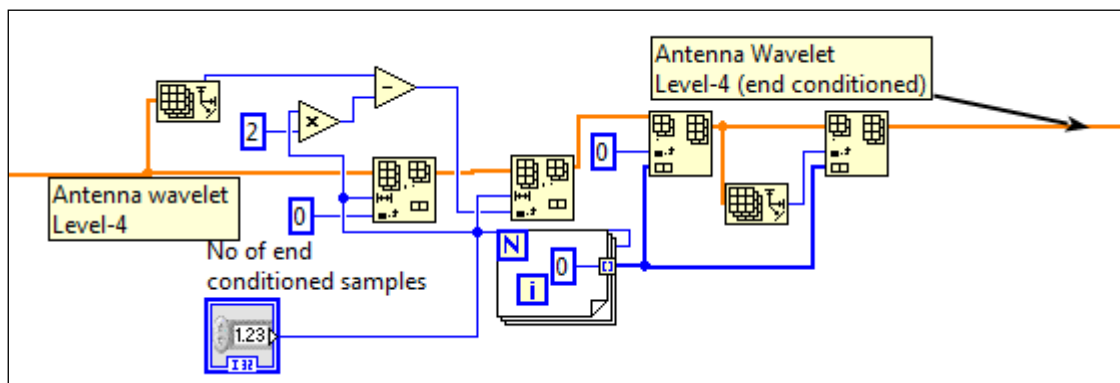 Antenna Wavelet
Level-4 (end conditioned)
2
0
Antenna wavelet
Level-4
0
No of end
conditioned samples
N
0
i
1.23
I32